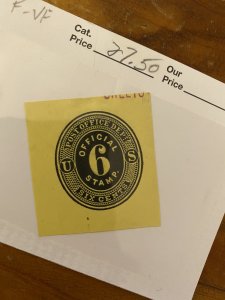 F-VF
Cat.
Price 27.50 Our
Price
POST OFFICE DEPT.
OFFICIAL
U 6 S
STAMP.
SIX CENTS